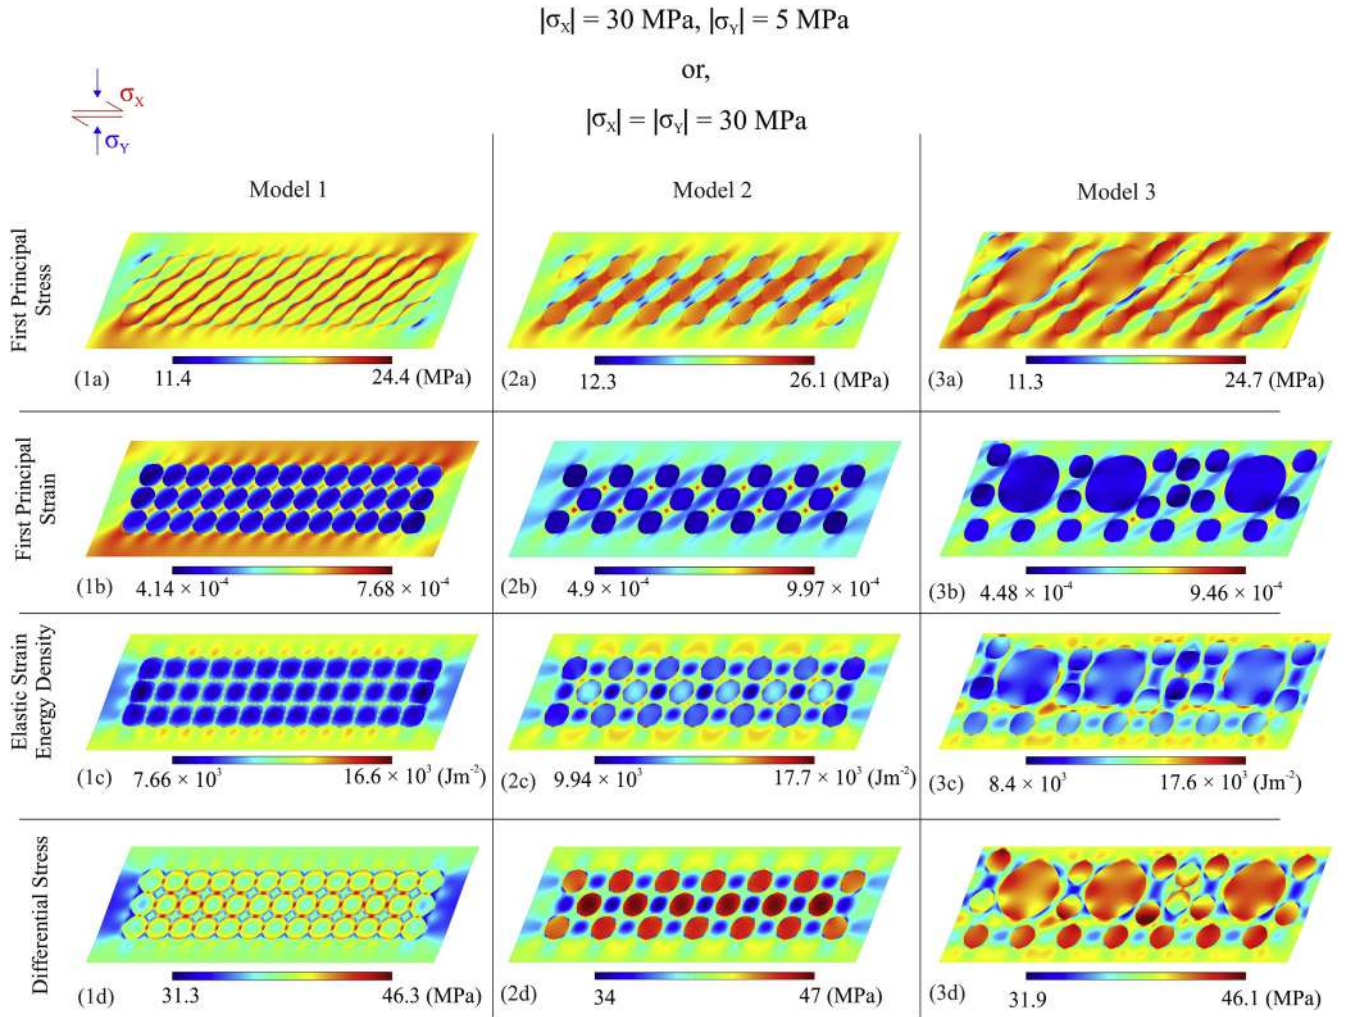 |σX| = 30 MPa, |σY| = 5 MPa
or,
|σX| = |σY| = 30 MPa
σX
σY
Model 1
Model 2
Model 3
First Principal
Stress
(1a)
11.4
24.4 (MPa)
(2a)
12.3
26.1 (MPa)
(3a)
11.3
24.7 (MPa)
First Principal
Strain
(1b)
4.14 × 10⁻⁴
7.68 × 10⁻⁴
(2b)
4.9 × 10⁻⁴
9.97 × 10⁻⁴
(3b)
4.48 × 10⁻⁴
9.46 × 10⁻⁴
Elastic Strain
Energy Density
(1c)
7.66 × 10³
16.6 × 10³ (Jm⁻²)
(2c)
9.94 × 10³
17.7 × 10³ (Jm⁻²)
(3c)
8.4 × 10³
17.6 × 10³ (Jm⁻²)
Differential Stress
(1d)
31.3
46.3 (MPa)
(2d)
34
47 (MPa)
(3d)
31.9
46.1 (MPa)